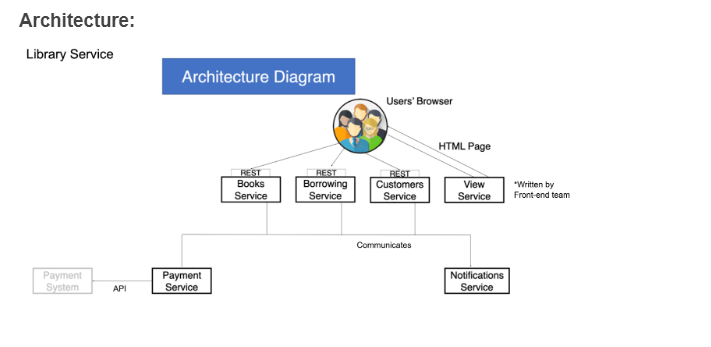 Architecture:
Library Service
Architecture Diagram
Users' Browser
HTML Page
REST
Books
Service
REST
Borrowing
Service
REST
Customers
Service
View
Service
*Written by
Front-end team
Communicates
Payment
System
API
Payment
Service
Notifications
Service